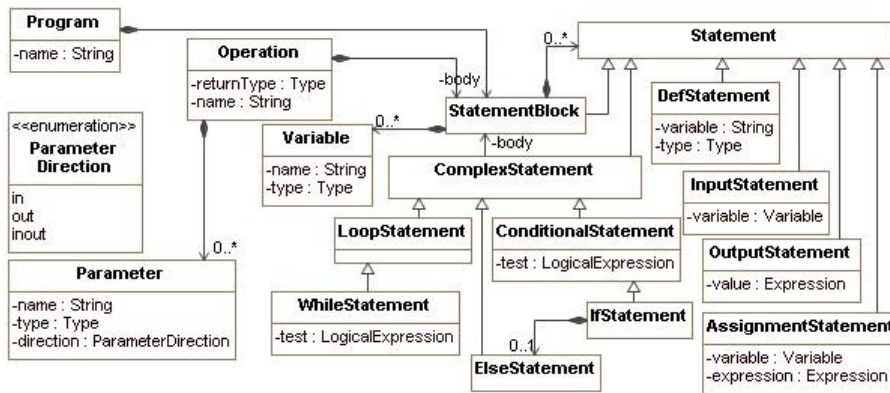 Program
-name : String
Operation
-returnType : Type
-name : String
0..*
Statement
-body
StatementBlock
<<enumeration>>
Parameter
Direction
in
out
inout
Variable
-name : String
-type : Type
0..*
-body
ComplexStatement
DefStatement
-variable : String
-type : Type
InputStatement
-variable : Variable
LoopStatement
ConditionalStatement
-test : LogicalExpression
OutputStatement
-value : Expression
0..*
Parameter
-name : String
-type : Type
-direction : ParameterDirection
WhileStatement
-test : LogicalExpression
IfStatement
0..1
ElseStatement
AssignmentStatement
-variable : Variable
-expression : Expression